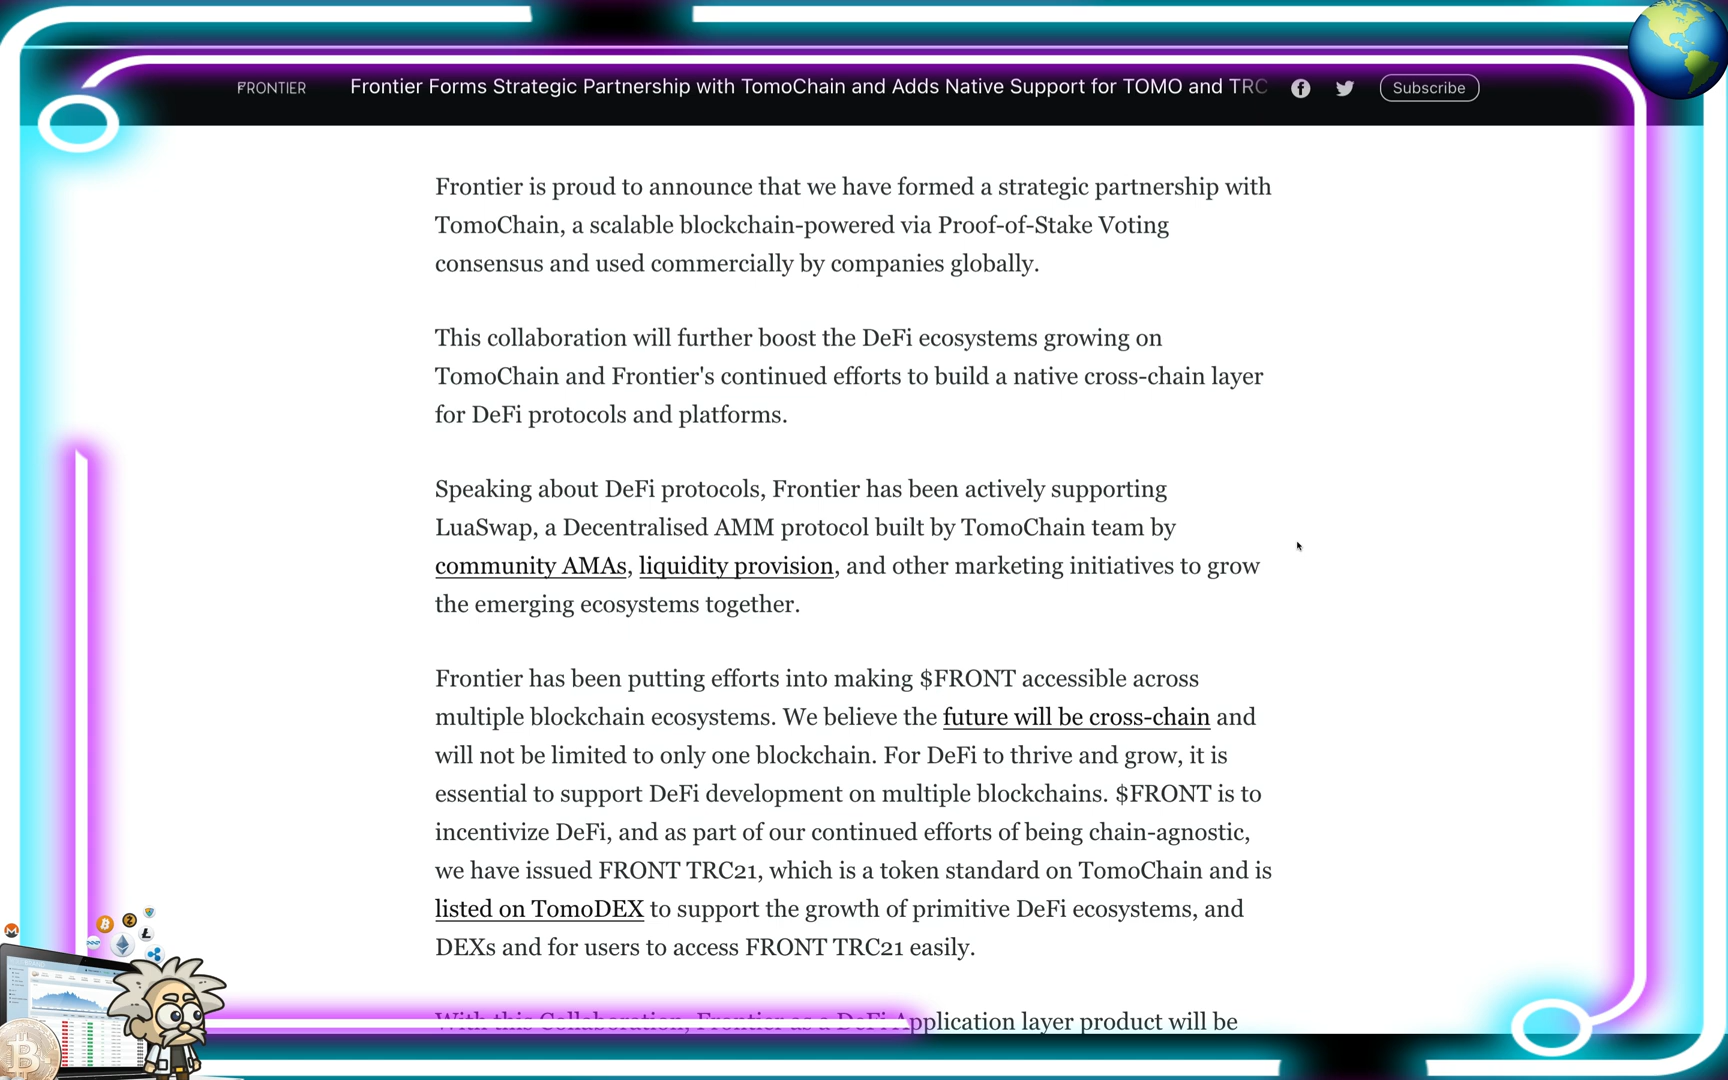 FRONTIER
Frontier Forms Strategic Partnership with TomoChain and Adds Native Support for TOMO and TRC
Subscribe
Frontier is proud to announce that we have formed a strategic partnership with
TomoChain, a scalable blockchain-powered via Proof-of-Stake Voting
consensus and used commercially by companies globally.
This collaboration will further boost the DeFi ecosystems growing on
TomoChain and Frontier's continued efforts to build a native cross-chain layer
for DeFi protocols and platforms.
Speaking about DeFi protocols, Frontier has been actively supporting
LuaSwap, a Decentralised AMM protocol built by TomoChain team by
community AMAs, liquidity provision, and other marketing initiatives to grow
the emerging ecosystems together.
Frontier has been putting efforts into making $FRONT accessible across
multiple blockchain ecosystems. We believe the future will be cross-chain and
will not be limited to only one blockchain. For DeFi to thrive and grow, it is
essential to support DeFi development on multiple blockchains. $FRONT is to
incentivize DeFi, and as part of our continued efforts of being chain-agnostic,
we have issued FRONT TRC21, which is a token standard on TomoChain and is
listed on TomoDEX to support the growth of primitive DeFi ecosystems, and
DEXs and for users to access FRONT TRC21 easily.
With this Collaboration, Frontier as a DeFi Application layer product will be